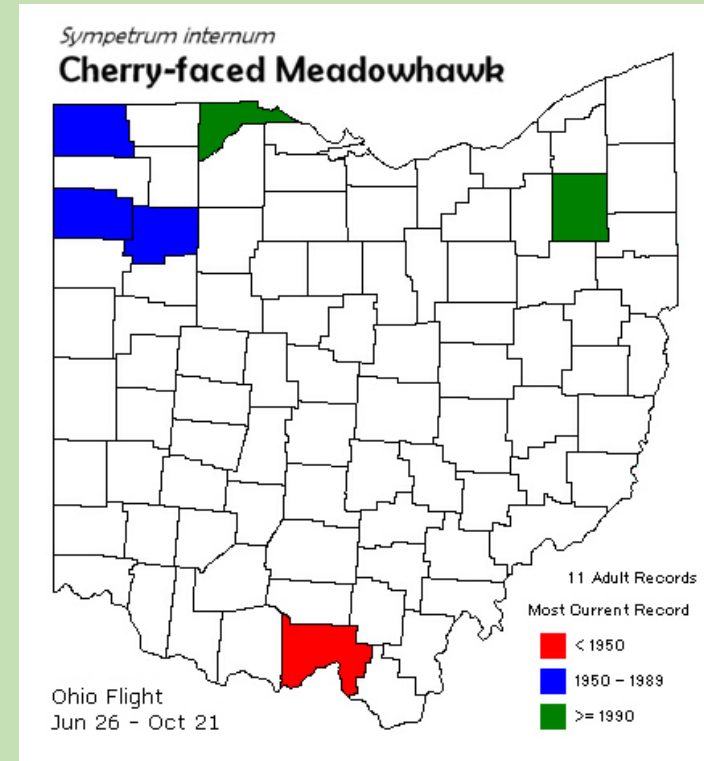 Sympetrum internum
Cherry-faced Meadowhawk
11 Adult Records
Most Current Record
< 1950
1950 - 1989
>= 1990
Ohio Flight
Jun 26 - Oct 21